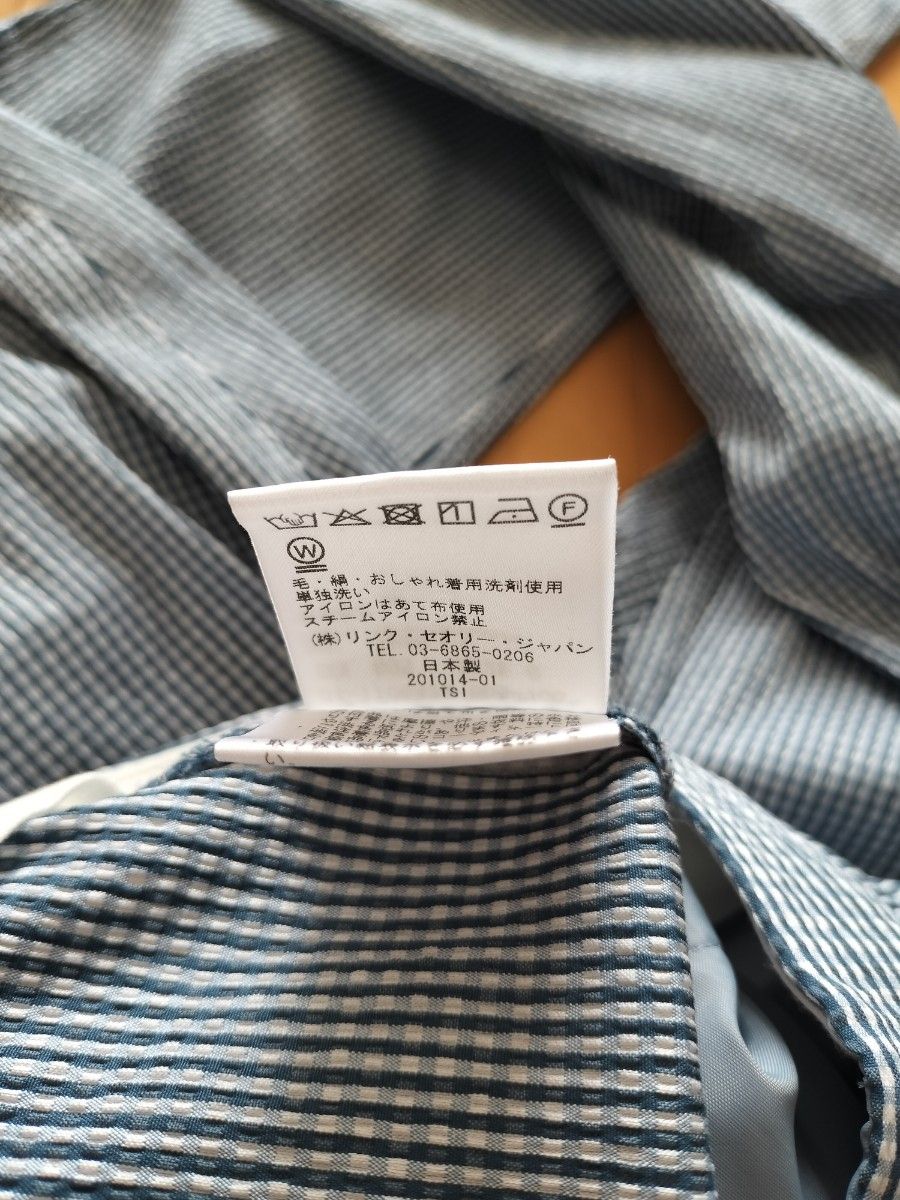 F
W
毛・絹・おしゃれ着用洗剤使用
単独洗い
アイロンはあて布使用
スチームアイロン禁止
(株)リンク・セオリー・ジャパン
TEL. 03-6865-0206
日本製
201014-01
TSI
い